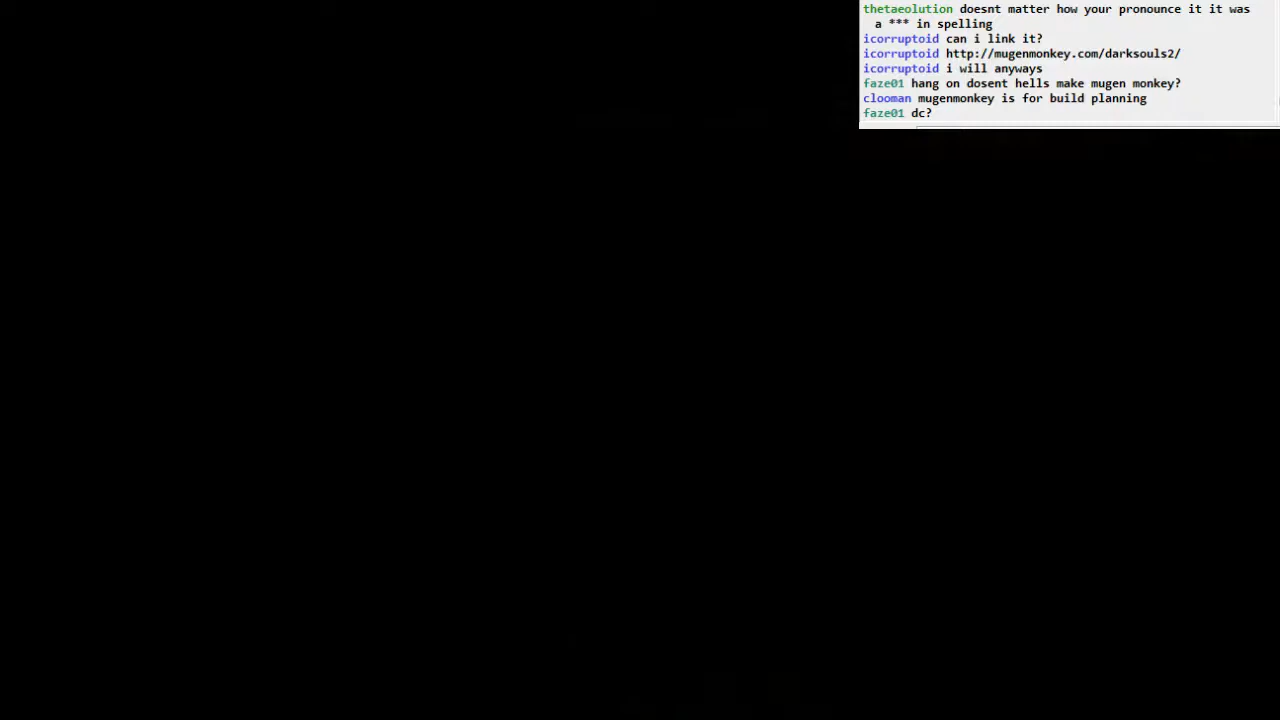 thetaeolution doesnt matter how your pronounce it it was
a *** in spelling
icorruptoid can i link it?
icorruptoid http://mugenmonkey.com/darksouls2/
icorruptoid i will anyways
faze01 hang on dosent hells make mugen monkey?
clooman mugenmonkey is for build planning
faze01 dc?